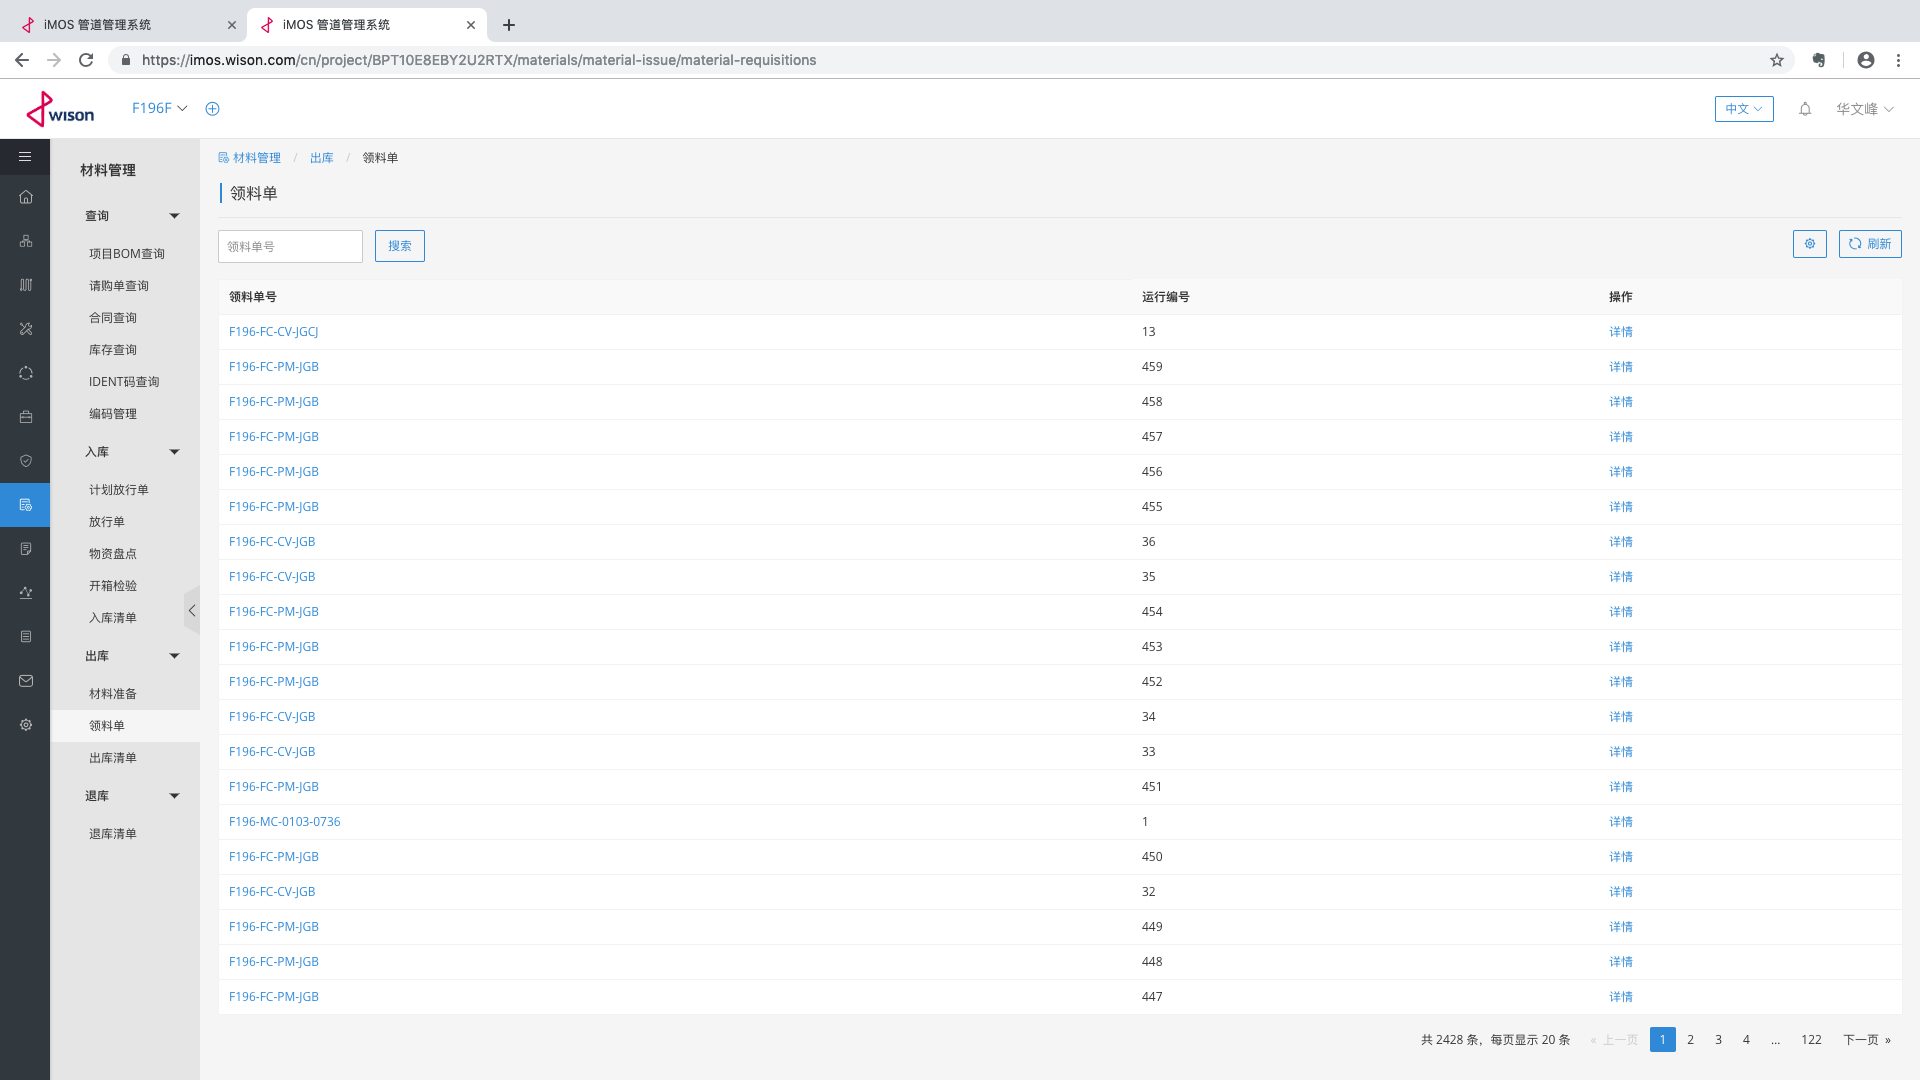 iMOS 管道管理系统
iMOS 管道管理系统
https://imos.wison.com/cn/project/BPT10E8EBY2U2RTX/materials/material-issue/material-requisitions
wison
F196F
中文
华文峰
材料管理
查询
项目BOM查询
请购单查询
合同查询
库存查询
IDENT码查询
编码管理
入库
计划放行单
放行单
物资盘点
开箱检验
入库清单
出库
材料准备
领料单
出库清单
退库
退库清单
材料管理 / 出库 / 领料单
领料单
领料单号 搜索 刷新
领料单号 运行编号 操作
F196-FC-CV-JGCJ 13 详情
F196-FC-PM-JGB 459 详情
F196-FC-PM-JGB 458 详情
F196-FC-PM-JGB 457 详情
F196-FC-PM-JGB 456 详情
F196-FC-PM-JGB 455 详情
F196-FC-CV-JGB 36 详情
F196-FC-CV-JGB 35 详情
F196-FC-PM-JGB 454 详情
F196-FC-PM-JGB 453 详情
F196-FC-PM-JGB 452 详情
F196-FC-CV-JGB 34 详情
F196-FC-CV-JGB 33 详情
F196-FC-PM-JGB 451 详情
F196-MC-0103-0736 1 详情
F196-FC-PM-JGB 450 详情
F196-FC-CV-JGB 32 详情
F196-FC-PM-JGB 449 详情
F196-FC-PM-JGB 448 详情
F196-FC-PM-JGB 447 详情
共 2428 条，每页显示 20 条 « 上一页 1 2 3 4 ... 122 下一页 »